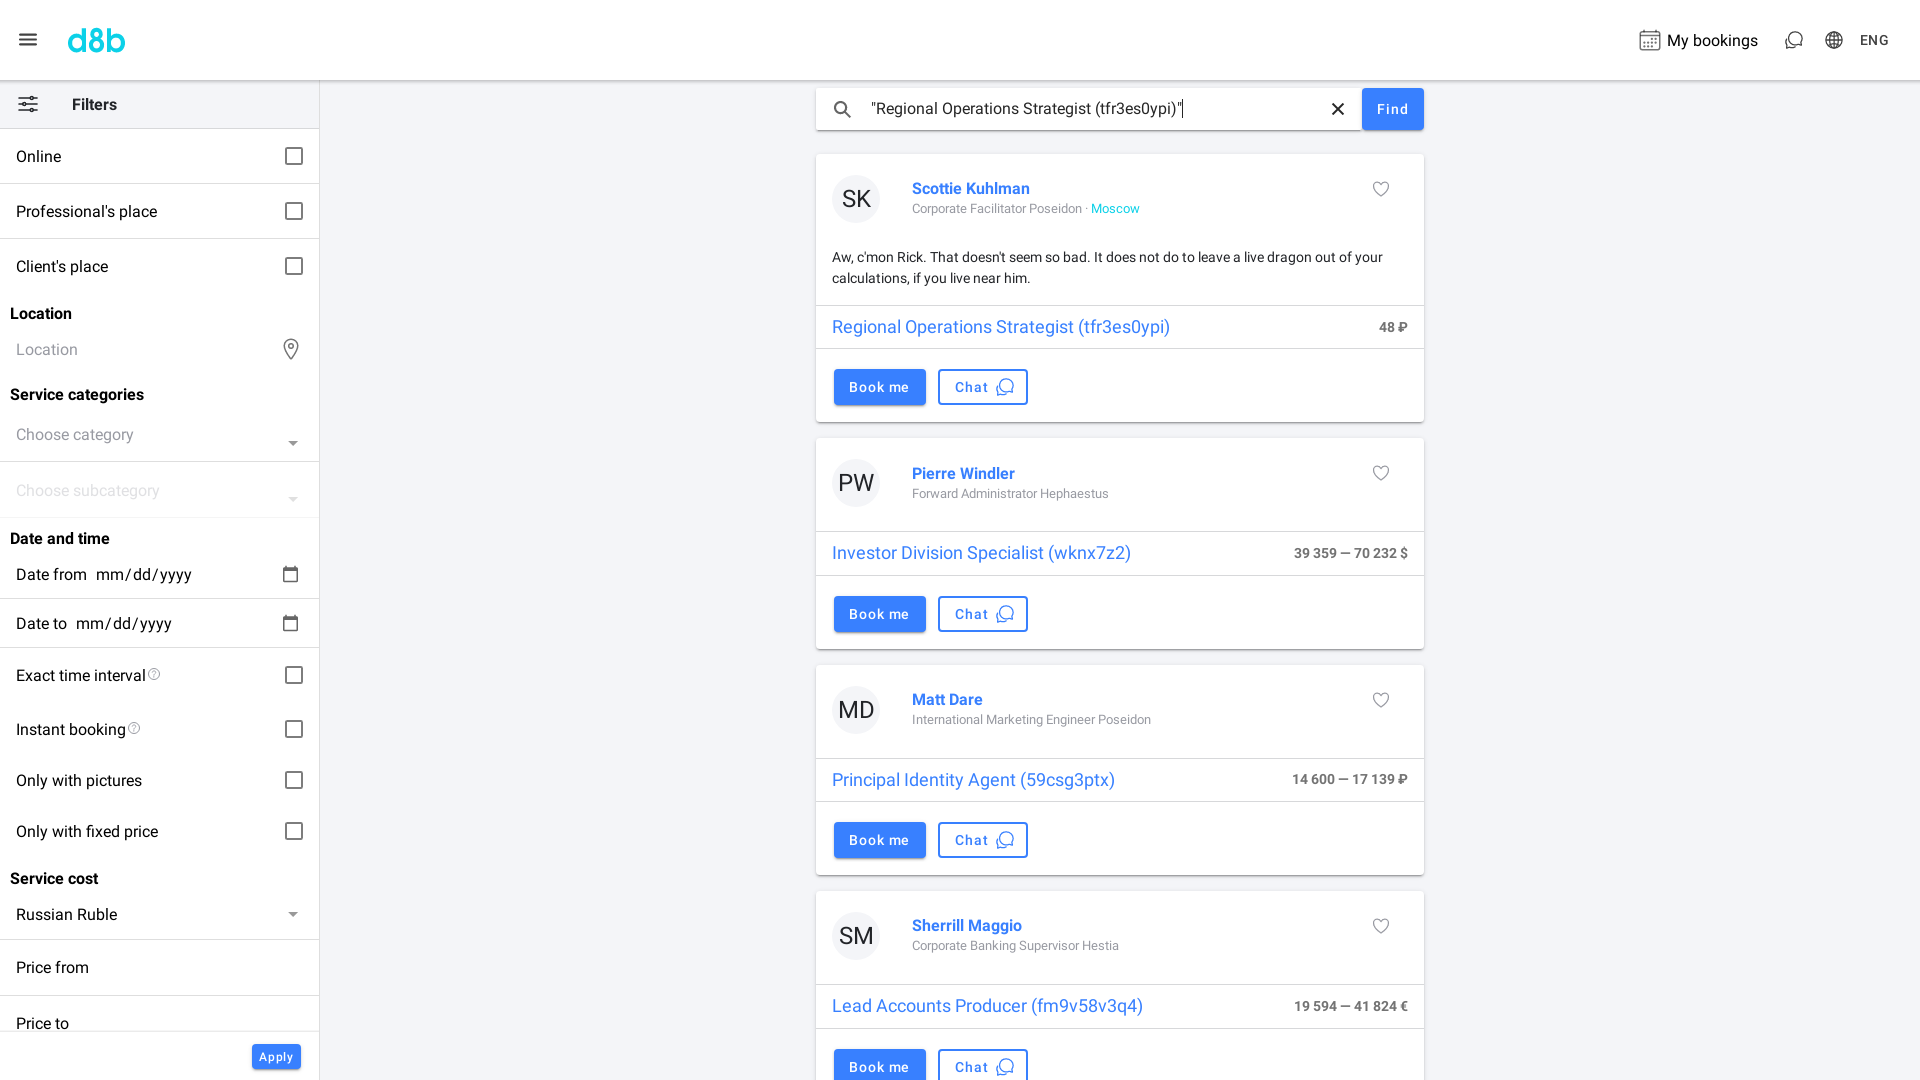 d8b
My bookings
ENG
Filters
Online
Professional's place
Client's place
Location
Location
Service categories
Choose category
Choose subcategory
Date and time
Date from mm/dd/yyyy
Date to mm/dd/yyyy
Exact time interval
Instant booking
Only with pictures
Only with fixed price
Service cost
Russian Ruble
Price from
Price to
Apply
"Regional Operations Strategist (tfr3es0ypi)"
Find
SK
Scottie Kuhlman
Corporate Facilitator Poseidon · Moscow
Aw, c'mon Rick. That doesn't seem so bad. It does not do to leave a live dragon out of your
calculations, if you live near him.
Regional Operations Strategist (tfr3es0ypi) 48 ₽
Book me Chat
PW
Pierre Windler
Forward Administrator Hephaestus
Investor Division Specialist (wknx7z2) 39 359 — 70 232 $
Book me Chat
MD
Matt Dare
International Marketing Engineer Poseidon
Principal Identity Agent (59csg3ptx) 14 600 — 17 139 ₽
Book me Chat
SM
Sherrill Maggio
Corporate Banking Supervisor Hestia
Lead Accounts Producer (fm9v58v3q4) 19 594 — 41 824 €
Book me Chat